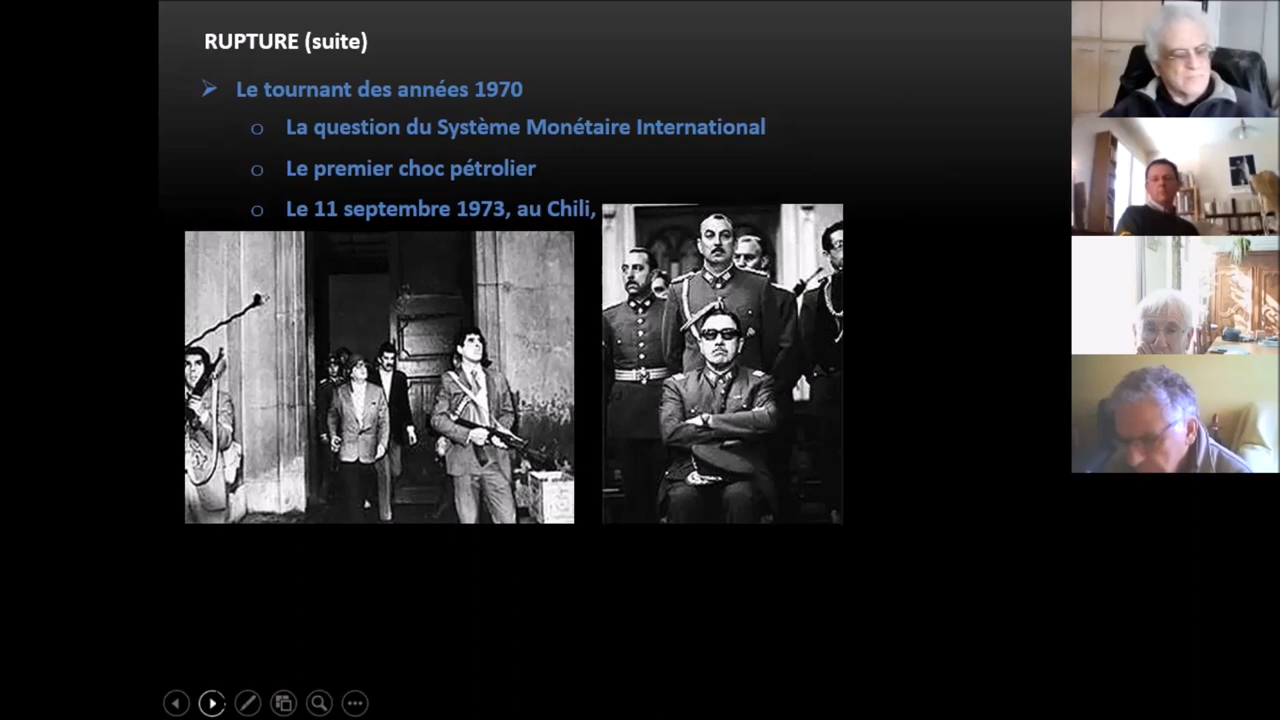 RUPTURE (suite)
Le tournant des années 1970
La question du Système Monétaire International
Le premier choc pétrolier
Le 11 septembre 1973, au Chili,